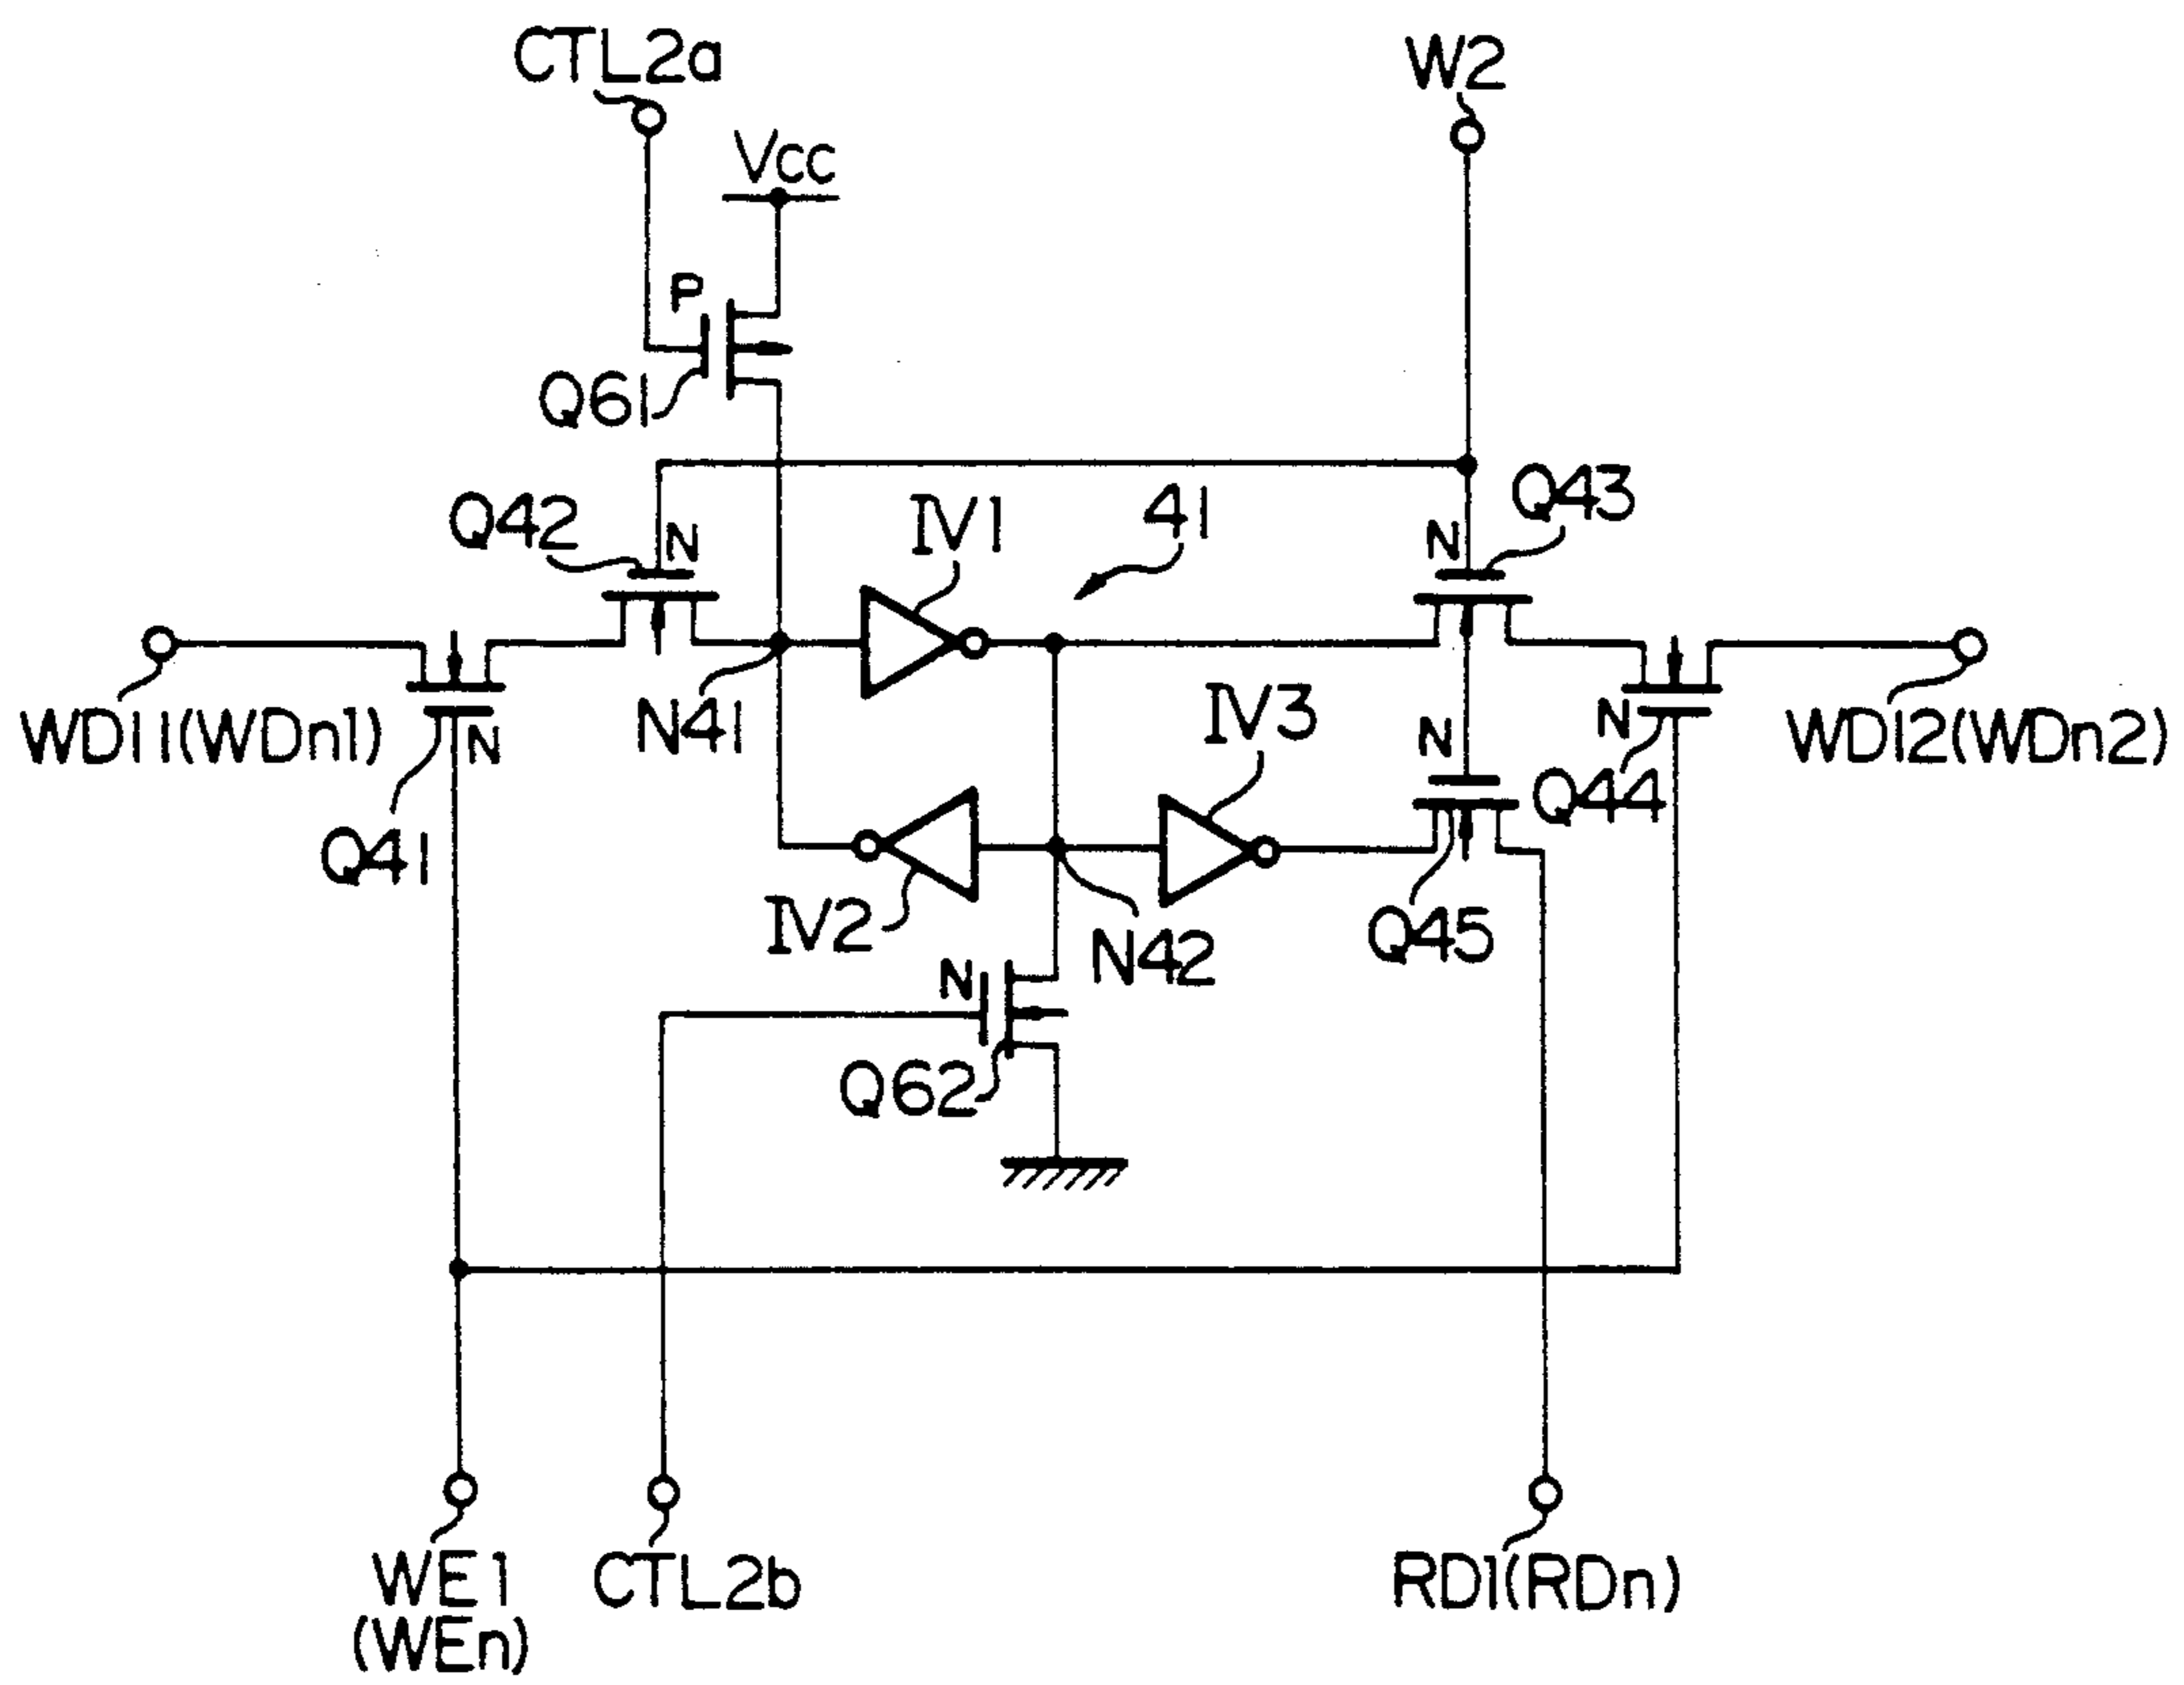 CTL2a
W2
Vcc
P
Q61
Q42
N
IV1
41
N
Q43
WD11(WDn1)
N
Q41
N41
IV3
N
N
Q44
WD12(WDn2)
IV2
N42
Q45
N
Q62
WE1
(WEn)
CTL2b
RD1(RDn)